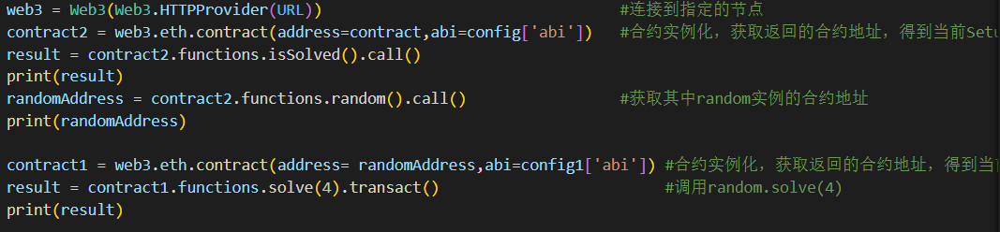 web3 = Web3(Web3.HTTPProvider(URL)) #连接到指定的节点
contract2 = web3.eth.contract(address=contract,abi=config['abi']) #合约实例化，获取返回的合约地址，得到当前Setu
result = contract2.functions.isSolved().call()
print(result)
randomAddress = contract2.functions.random().call() #获取其中random实例的合约地址
print(randomAddress)
contract1 = web3.eth.contract(address= randomAddress,abi=config1['abi']) #合约实例化，获取返回的合约地址，得到当
result = contract1.functions.solve(4).transact() #调用random.solve(4)
print(result)